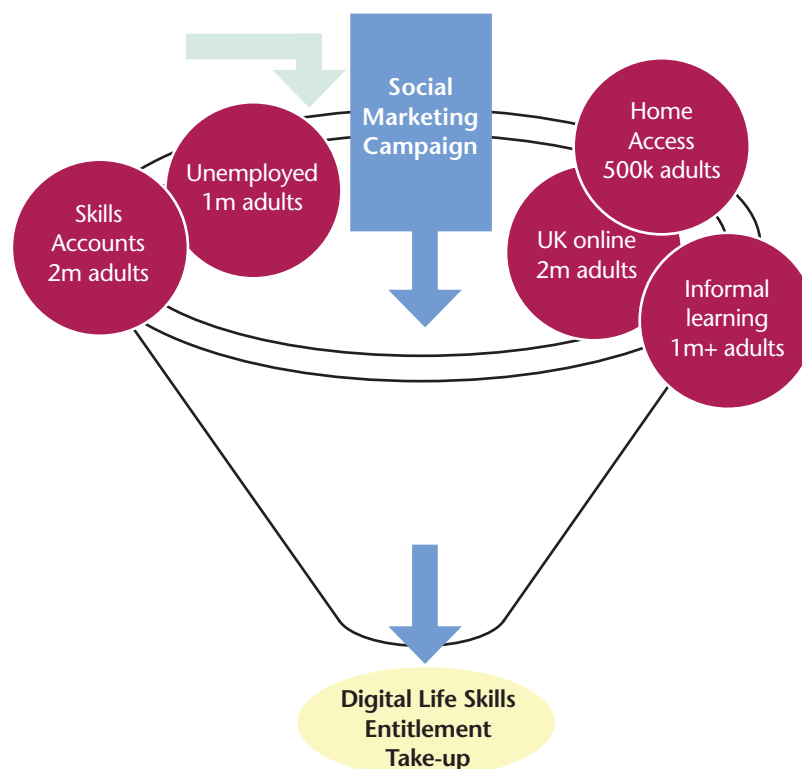 Social
Marketing
Campaign
Home
Access
500k adults
Unemployed
1m adults
Skills
Accounts
2m adults
UK online
2m adults
Informal
learning
1m+ adults
Digital Life Skills
Entitlement
Take-up